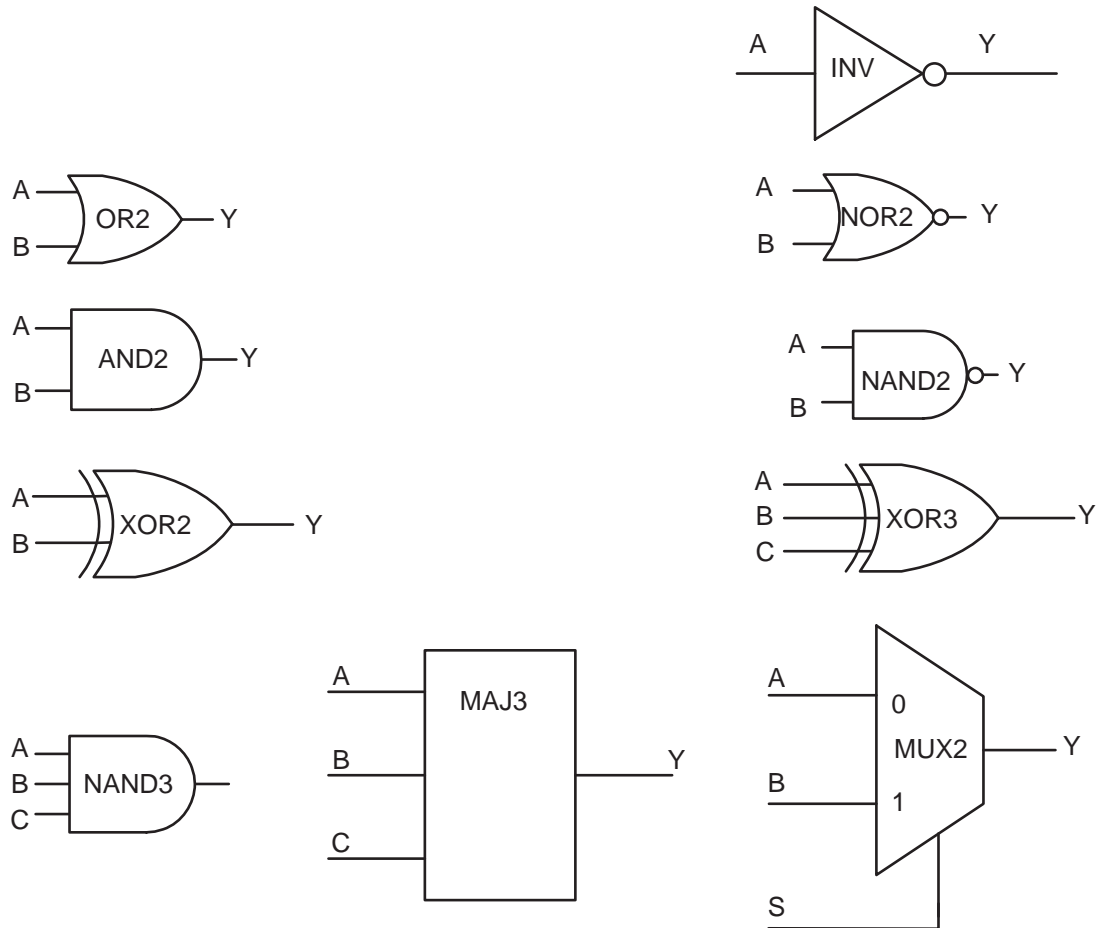 A INV Y
A OR2 Y
B
A NOR2 Y
B
A AND2 Y
B
A NAND2 Y
B
A XOR2 Y
B
A XOR3 Y
B
C
A
B NAND3
C
A MAJ3
B Y
C
A 0
MUX2 Y
B 1
S